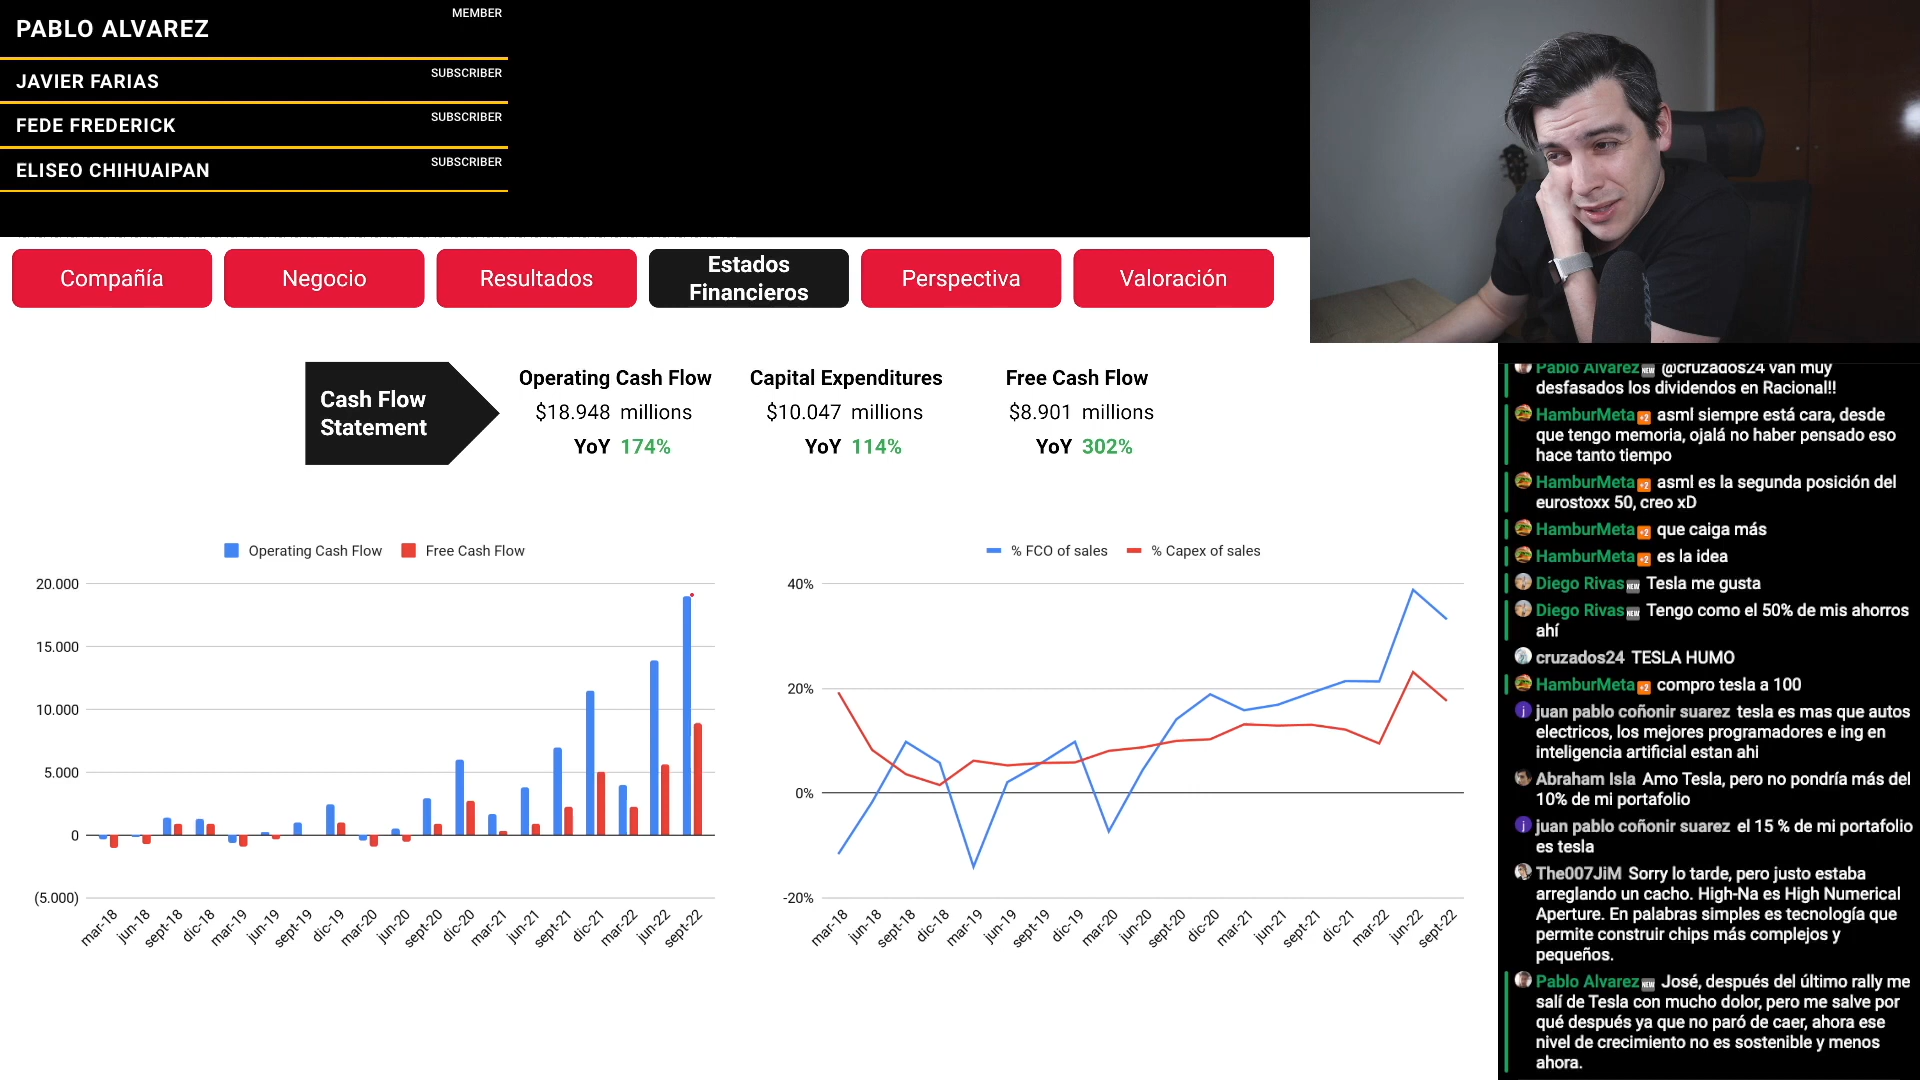 PABLO ALVAREZ
MEMBER
JAVIER FARIAS
SUBSCRIBER
FEDE FREDERICK
SUBSCRIBER
ELISEO CHIHUAIPAN
SUBSCRIBER
Compañía
Negocio
Resultados
Estados
Financieros
Perspectiva
Valoración
Cash Flow
Statement
Operating Cash Flow
$18.948 millions
YoY 174%
Capital Expenditures
$10.047 millions
YoY 114%
Free Cash Flow
$8.901 millions
YoY 302%
Operating Cash Flow
Free Cash Flow
20.000
15.000
10.000
5.000
0
(5.000)
mar-18
jun-18
sept-18
dic-18
mar-19
jun-19
sept-19
dic-19
mar-20
jun-20
sept-20
dic-20
mar-21
jun-21
sept-21
dic-21
mar-22
jun-22
sept-22
% FCO of sales
% Capex of sales
40%
20%
0%
-20%
mar-18
jun-18
sept-18
dic-18
mar-19
jun-19
sept-19
dic-19
mar-20
jun-20
sept-20
dic-20
mar-21
jun-21
sept-21
dic-21
mar-22
jun-22
sept-22
Pablo Alvarez NEW @cruzados24 van muy
desfasados los dividendos en Racional!!
HamburMeta +2 asml siempre está cara, desde
que tengo memoria, ojalá no haber pensado eso
hace tanto tiempo
HamburMeta +2 asml es la segunda posición del
eurostoxx 50, creo xD
HamburMeta +2 que caiga más
HamburMeta +2 es la idea
Diego Rivas NEW Tesla me gusta
Diego Rivas NEW Tengo como el 50% de mis ahorros
ahí
cruzados24 TESLA HUMO
HamburMeta +2 compro tesla a 100
j juan pablo coñonir suarez tesla es mas que autos
electricos, los mejores programadores e ing en
inteligencia artificial estan ahi
Abraham Isla Amo Tesla, pero no pondría más del
10% de mi portafolio
j juan pablo coñonir suarez el 15 % de mi portafolio
es tesla
The007JiM Sorry lo tarde, pero justo estaba
arreglando un cacho. High-Na es High Numerical
Aperture. En palabras simples es tecnología que
permite construir chips más complejos y
pequeños.
Pablo Alvarez NEW José, después del último rally me
salí de Tesla con mucho dolor, pero me salve por
qué después ya que no paró de caer, ahora ese
nivel de crecimiento no es sostenible y menos
ahora.